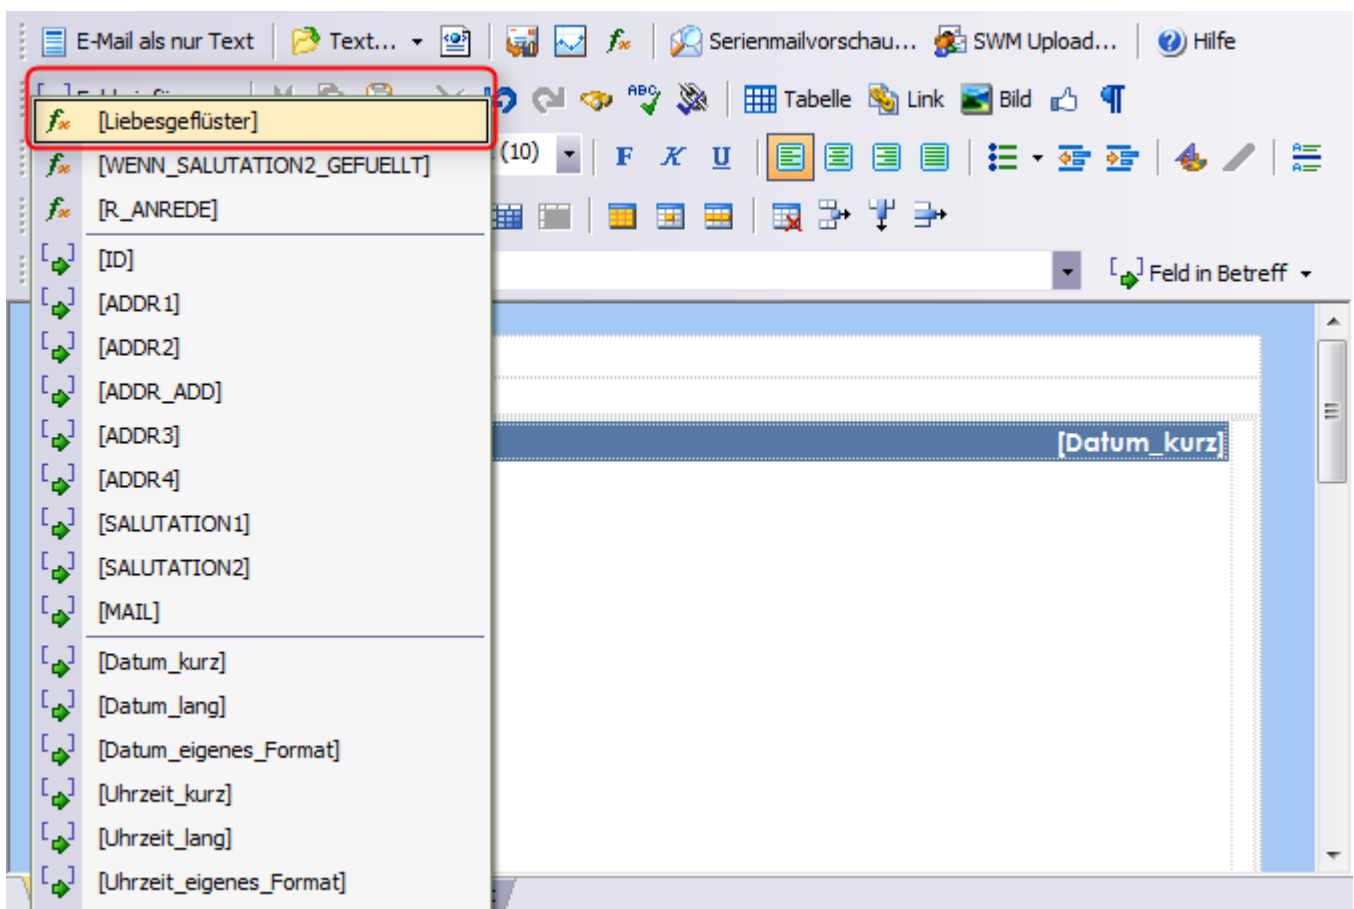 E-Mail als nur Text Text... Serienmailvorschau... SWM Upload... Hilfe
ABC Tabelle Link Bild
[Liebesgeflüster]
[WENN_SALUTATION2_GEFUELLT] (10) F K U
[R_ANREDE]
[ID] Feld in Betreff
[ADDR1]
[ADDR2]
[ADDR_ADD]
[ADDR3] [Datum_kurz]
[ADDR4]
[SALUTATION1]
[SALUTATION2]
[MAIL]
[Datum_kurz]
[Datum_lang]
[Datum_eigenes_Format]
[Uhrzeit_kurz]
[Uhrzeit_lang]
[Uhrzeit_eigenes_Format]